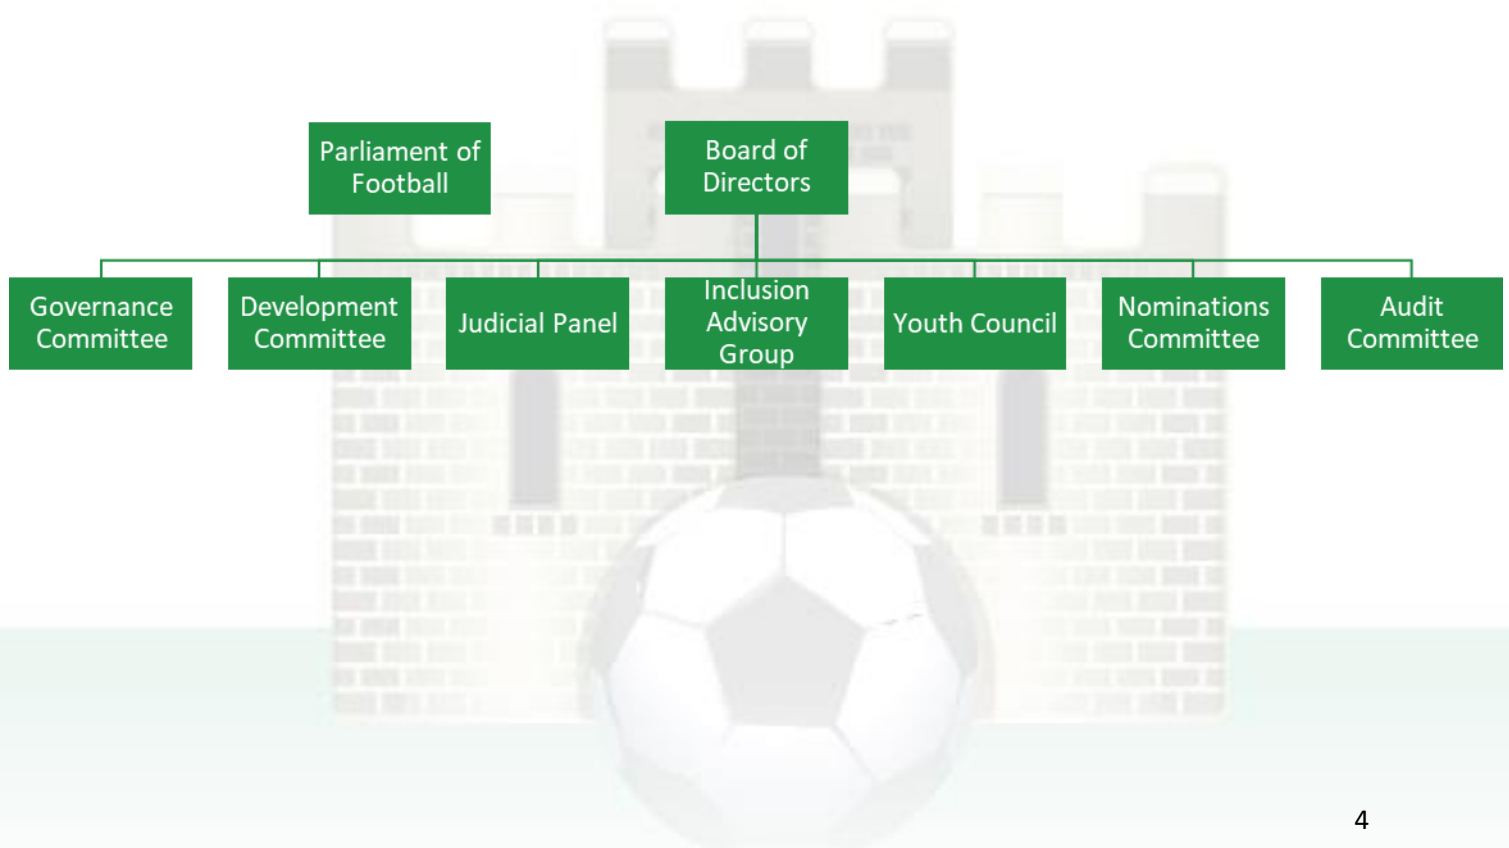 Parliament of
Football
Board of
Directors
Governance
Committee
Development
Committee
Judicial Panel
Inclusion
Advisory
Group
Youth Council
Nominations
Committee
Audit
Committee
4